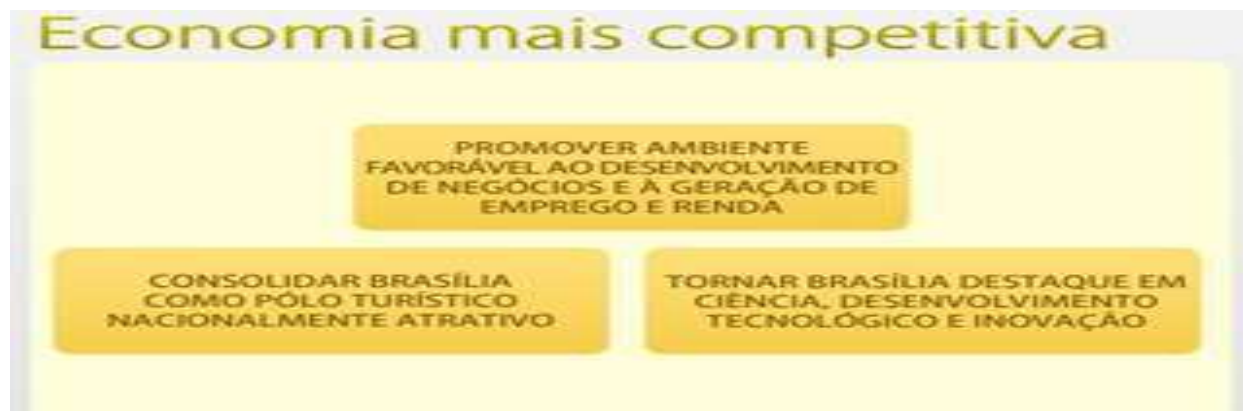 Economia mais competitiva
PROMOVER AMBIENTE
FAVORÁVEL AO DESENVOLVIMENTO
DE NEGÓCIOS E À GERAÇÃO DE
EMPREGO E RENDA
CONSOLIDAR BRASÍLIA
COMO PÓLO TURÍSTICO
NACIONALMENTE ATRATIVO
TORNAR BRASÍLIA DESTAQUE EM
CIÊNCIA, DESENVOLVIMENTO
TECNOLÓGICO E INOVAÇÃO